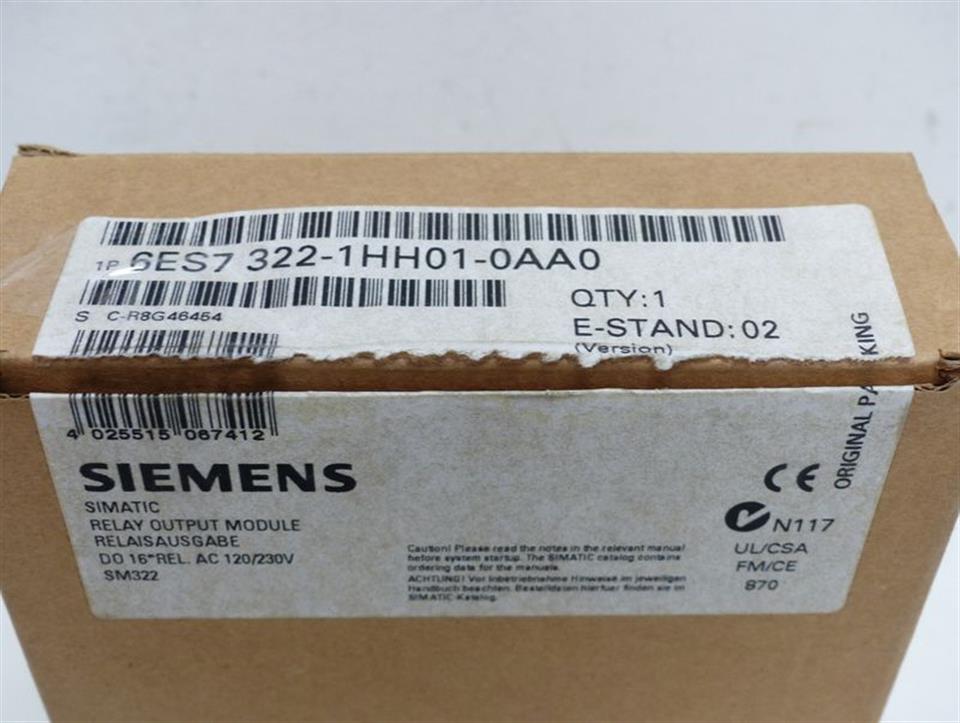 1P 6ES7 322-1HH01-0AA0
S C-R8G46454
QTY:1
E-STAND:02
(Version)
4 025515 067412
SIEMENS
SIMATIC
RELAY OUTPUT MODULE
RELAISAUSGABE
DO 16*REL. AC 120/230V
SM322
Caution! Please read the notes in the relevant manual
before system startup. The SIMATIC catalog contains
ordering data for the manuals.
ACHTUNG! Vor Inbetriebnahme Hinweise im jeweiligen
Handbuch beachten. Bestelldaten hierfuer finden sie im
SIMATIC-Katalog.
CE
N117
UL/CSA
FM/CE
870
ORIGINAL PA KING